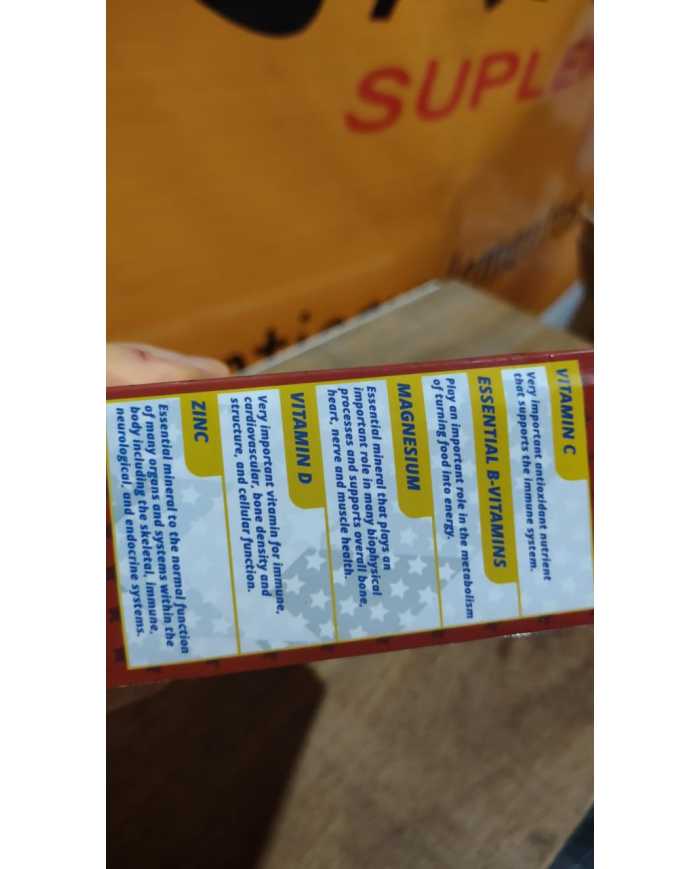 SUPLE
VITAMIN C
Very important antioxidant nutrient
that supports the immune system.
ESSENTIAL B-VITAMINS
Play an important role in the metabolism
of turning food into energy.
MAGNESIUM
Essential mineral that plays an
important role in many biophysical
processes and supports overall bone,
heart, nerve and muscle health.
VITAMIN D
Very important vitamin for immune,
cardiovascular, bone density and
structure, and cellular function.
ZINC
Essential mineral to the normal function
of many organs and systems within the
body including the skeletal, immune,
neurological, and endocrine systems.